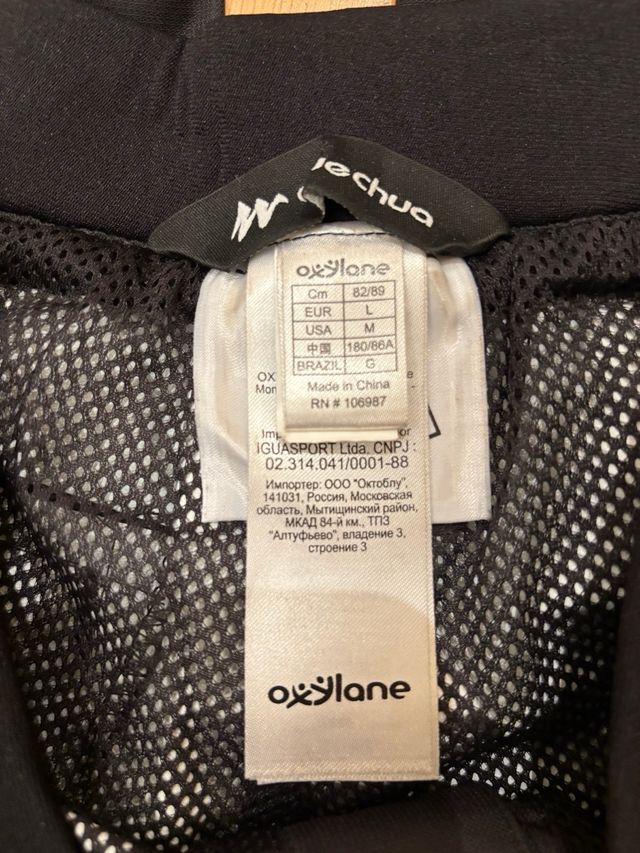 echua
oxylane
Cm 82/89
EUR L
USA M
中国 180/86A
BRAZIL G
Made in China
RN # 106987
IGUASPORT Ltda. CNPJ :
02.314.041/0001-88
Импортер: ООО "Октоблу",
141031, Россия, Московская
область, Мытищинский район,
МКАД 84-й км., ТПЗ
"Алтуфьево", владение 3,
строение 3
oxylane